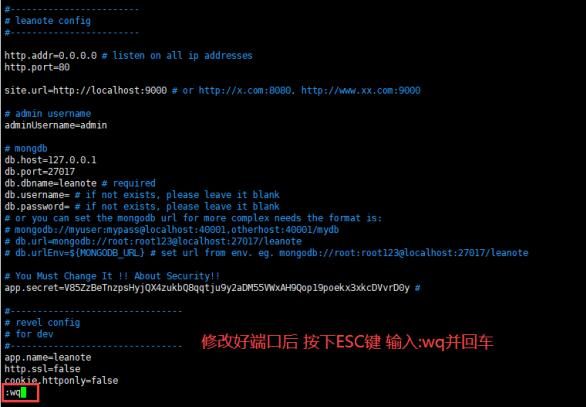 #------------------------
# leanote config
#------------------------
http.addr=0.0.0.0 # listen on all ip addresses
http.port=80
site.url=http://localhost:9000 # or http://x.com:8080, http://www.xx.com:9000
# admin username
adminUsername=admin
# mongdb
db.host=127.0.0.1
db.port=27017
db.dbname=leanote # required
db.username= # if not exists, please leave it blank
db.password= # if not exists, please leave it blank
# or you can set the mongodb url for more complex needs the format is:
# mongodb://myuser:mypass@localhost:40001,otherhost:40001/mydb
# db.url=mongodb://root:root123@localhost:27017/leanote
# db.urlEnv=${MONGODB_URL} # set url from env. eg. mongodb://root:root123@localhost:27017/leanote
# You Must Change It !! About Security!!
app.secret=V85ZzBeTnzpsHyjQX4zukbQ8qqtju9y2aDM55VWxAH9Qop19poekx3xkcDVvrD0y #
#--------------------------------
# revel config
# for dev
#--------------------------------
修改好端口后 按下ESC键 输入:wq并回车
app.name=leanote
http.ssl=false
cookie.httponly=false
:wq